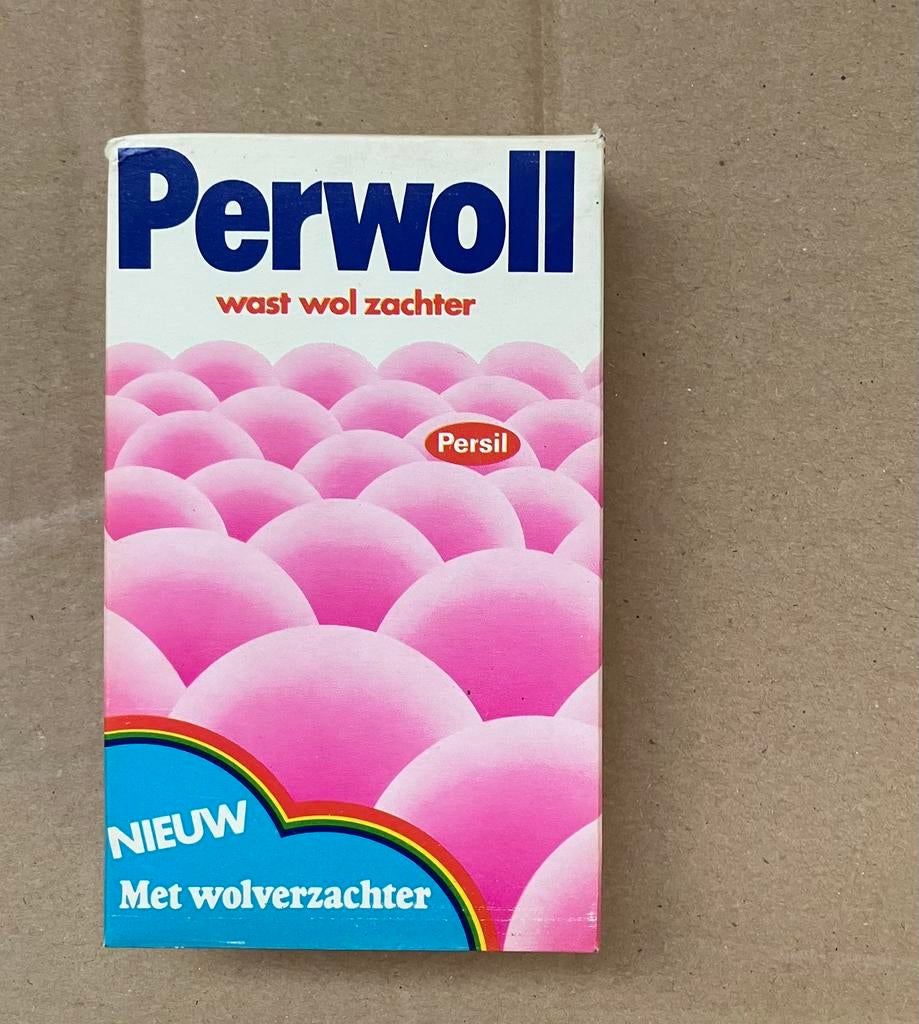 Perwoll
wast wol zachter
Persil
NIEUW
Met wolverzachter